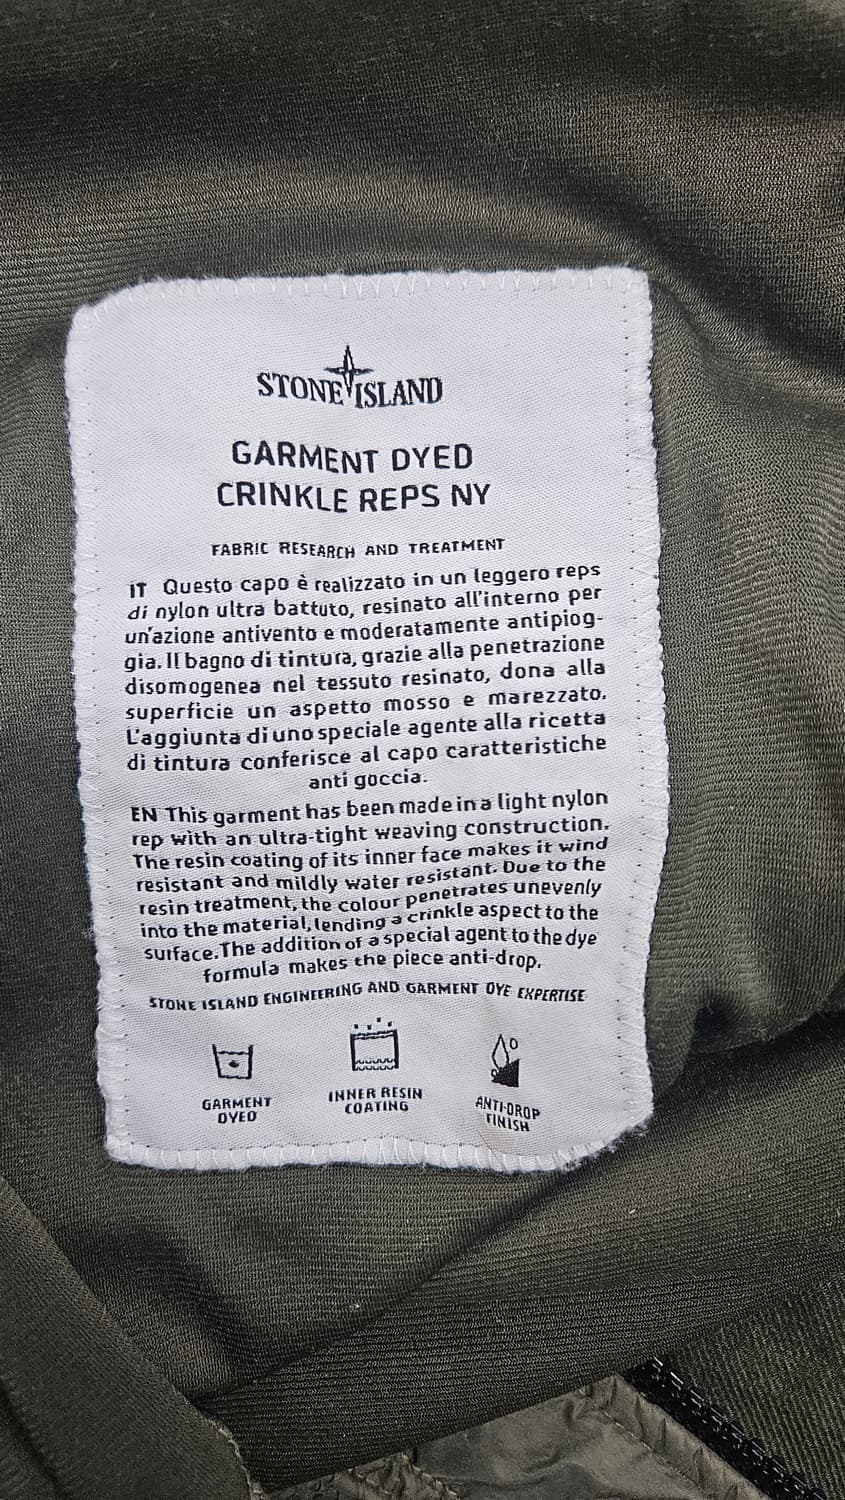 STONE ISLAND
GARMENT DYED
CRINKLE REPS NY
FABRIC RESEARCH AND TREATMENT
IT Questo capo è realizzato in un leggero reps
di nylon ultra battuto, resinato all'interno per
un'azione antivento e moderatamente antipiog-
gia. Il bagno di tintura, grazie alla penetrazione
disomogenea nel tessuto resinato, dona alla
superficie un aspetto mosso e marezzato.
L'aggiunta di uno speciale agente alla ricetta
di tintura conferisce al capo caratteristiche
anti goccia.
EN This garment has been made in a light nylon
rep with an ultra-tight weaving construction.
The resin coating of its inner face makes it wind
resistant and mildly water resistant. Due to the
resin treatment, the colour penetrates unevenly
into the material, lending a crinkle aspect to the
surface. The addition of a special agent to the dye
formula makes the piece anti-drop.
STONE ISLAND ENGINEERING AND GARMENT DYE EXPERTISE
GARMENT
DYED
INNER RESIN
COATING
ANTI-DROP
FINISH